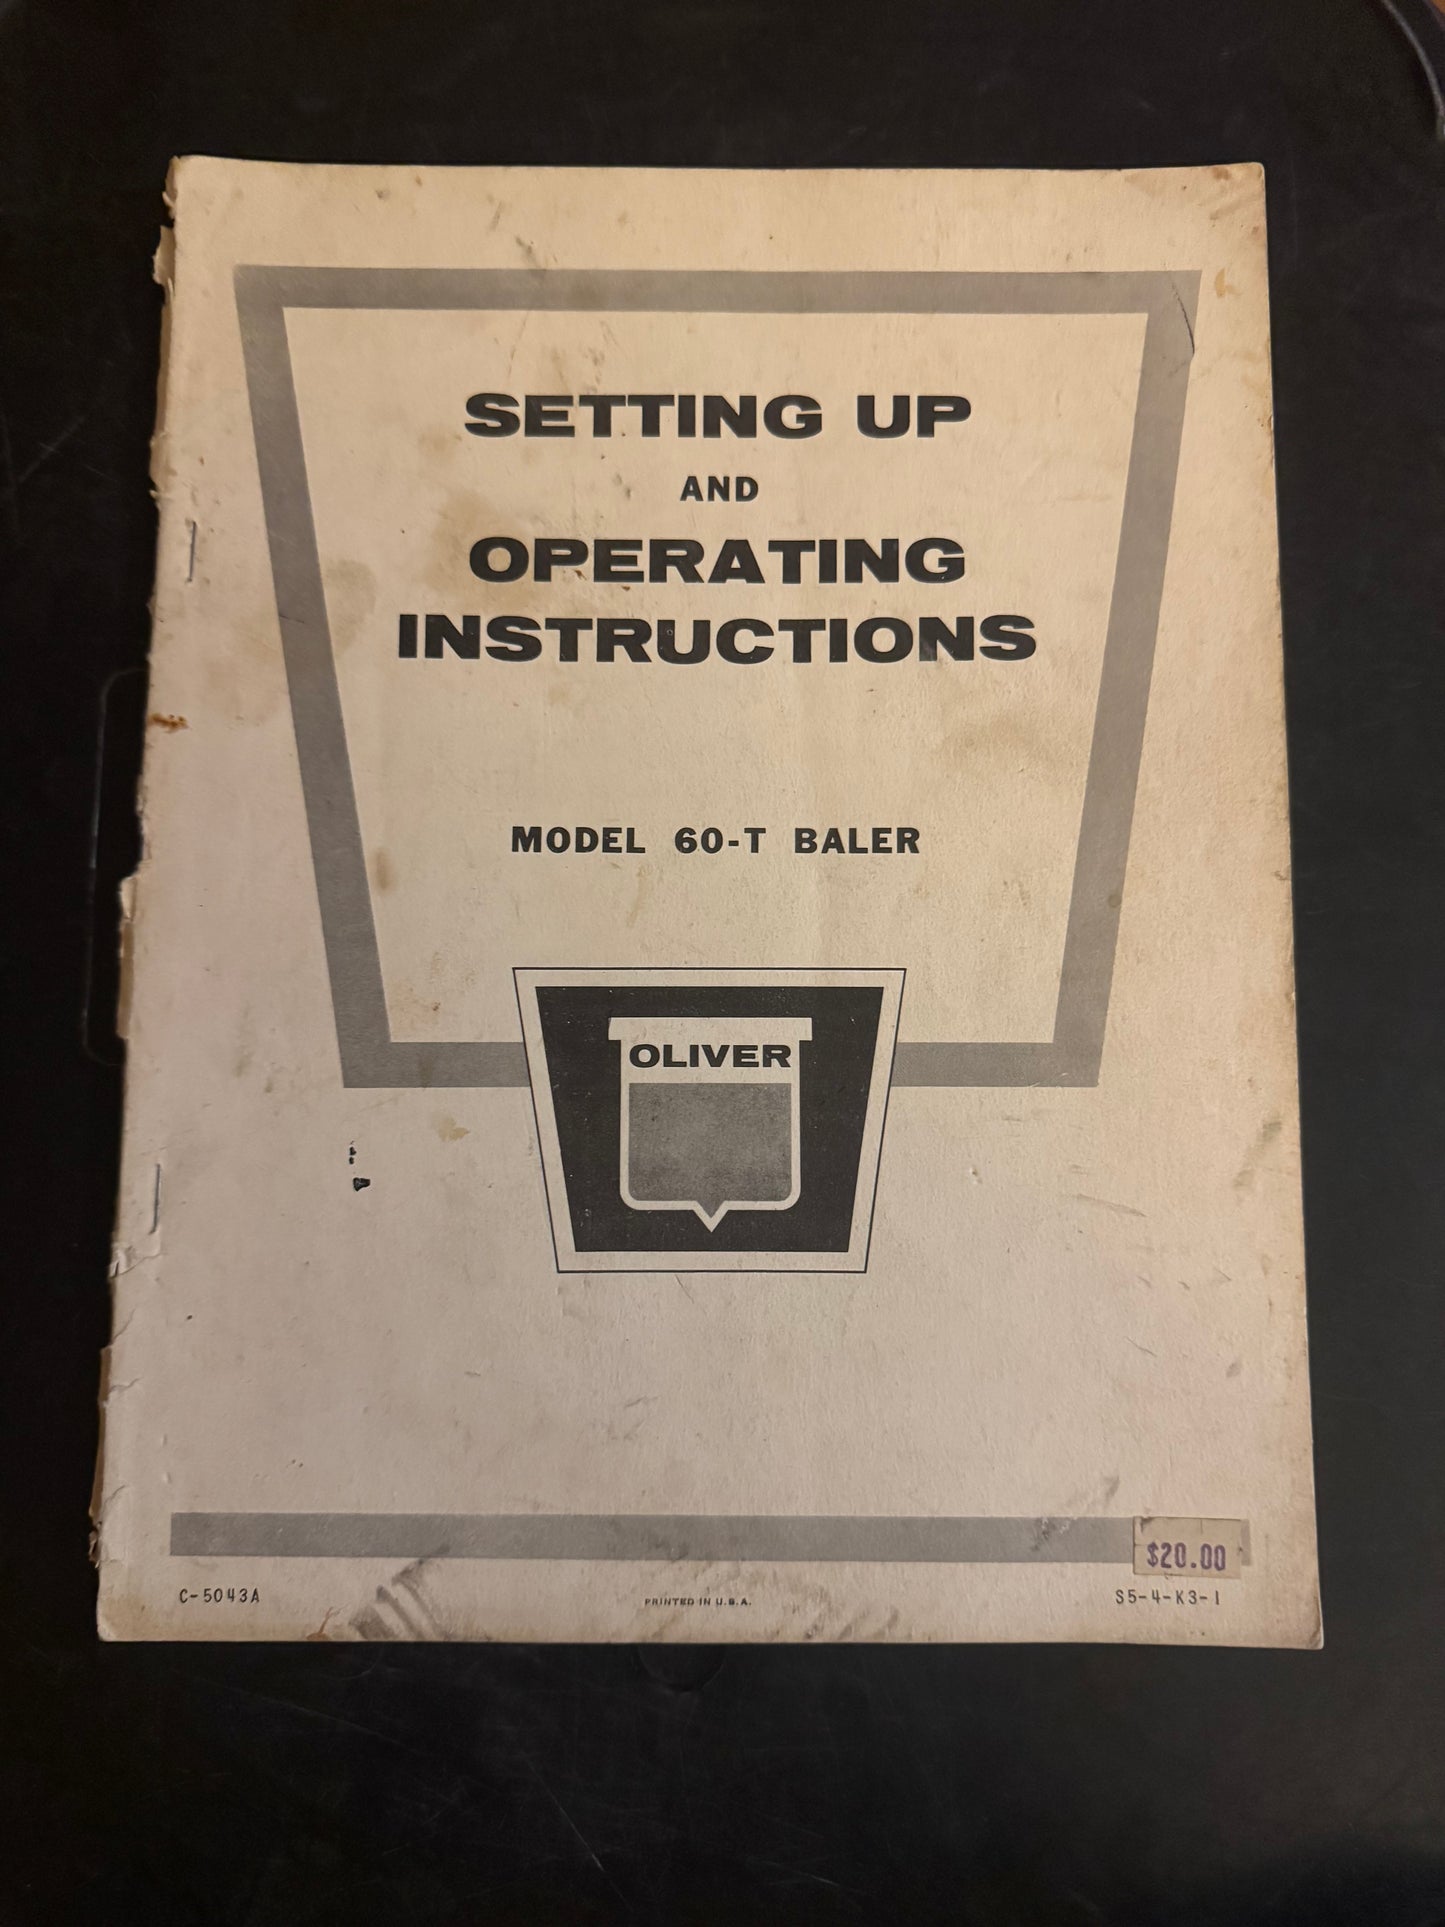 SETTING UP
AND
OPERATING
INSTRUCTIONS
MODEL 60-T BALER
OLIVER
$20.00
C-5043A
PRINTED IN U.S.A.
S5-4-K3-1